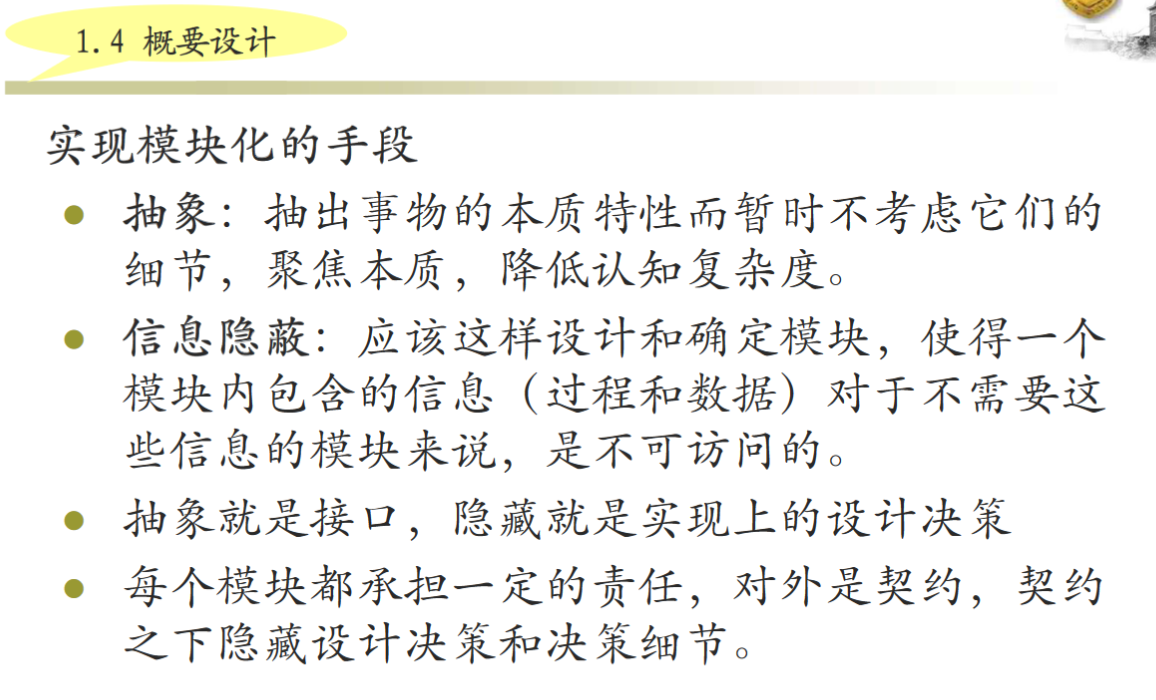 1.4 概要设计
实现模块化的手段
抽象：抽出事物的本质特性而暂时不考虑它们的
细节，聚焦本质，降低认知复杂度。
信息隐蔽：应该这样设计和确定模块，使得一个
模块内包含的信息（过程和数据）对于不需要这
些信息的模块来说，是不可访问的。
抽象就是接口，隐藏就是实现上的设计决策
每个模块都承担一定的责任，对外是契约，契约
之下隐藏设计决策和决策细节。